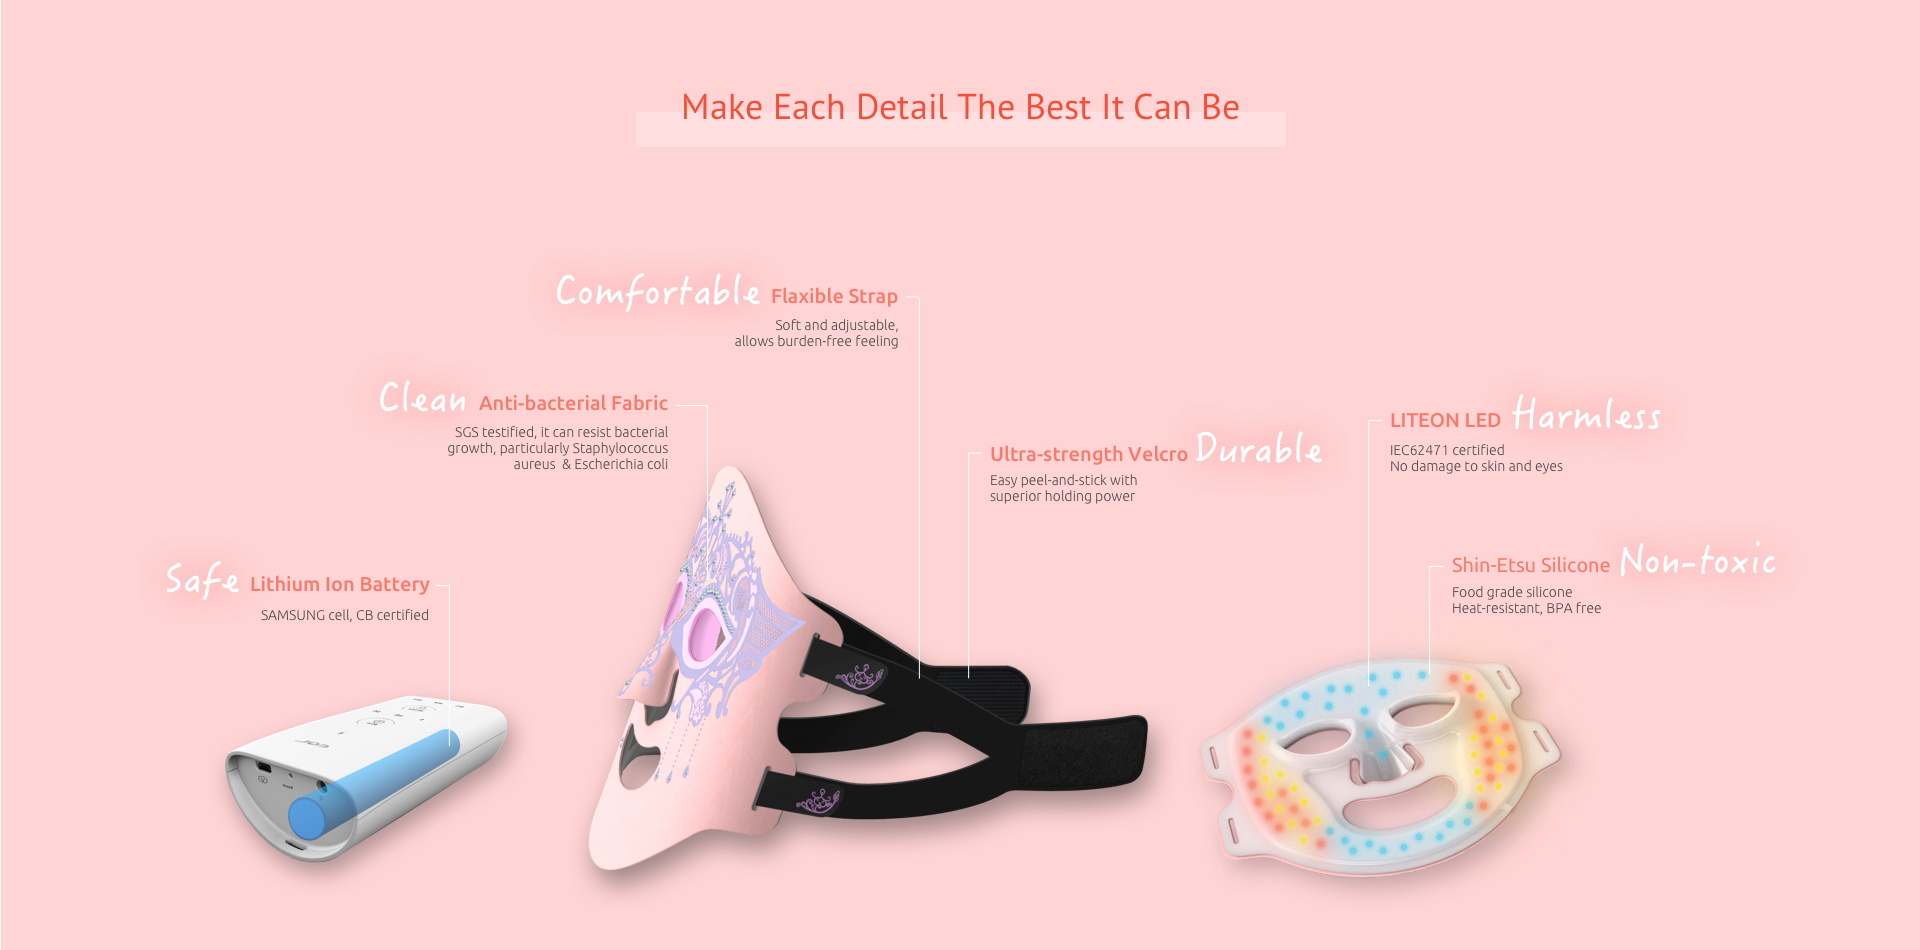 Make Each Detail The Best It Can Be
Comfortable Flaxible Strap
Soft and adjustable,
allows burden-free feeling
Clean Anti-bacterial Fabric
SGS testified, it can resist bacterial
growth, particularly Staphylococcus
aureus & Escherichia coli
Ultra-strength Velcro Durable
Easy peel-and-stick with
superior holding power
LITEON LED Harmless
IEC62471 certified
No damage to skin and eyes
Safe Lithium Ion Battery
SAMSUNG cell, CB certified
Shin-Etsu Silicone Non-toxic
Food grade silicone
Heat-resistant, BPA free